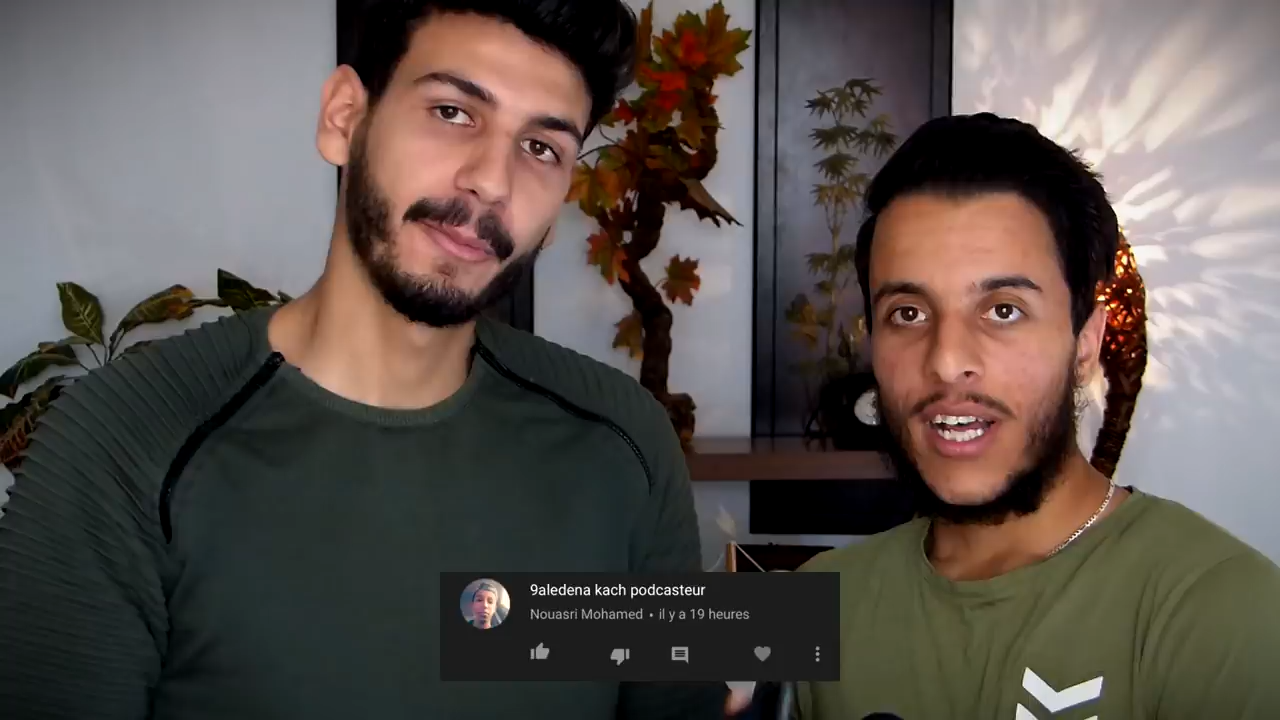 9aledena kach podcasteur
Nouasri Mohamed • il y a 19 heures